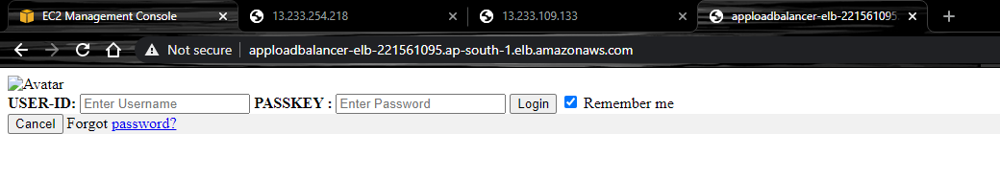 EC2 Management Console
13.233.254.218
13.233.109.133
apploadbalancer-elb-221561095
Not secure
apploadbalancer-elb-221561095.ap-south-1.elb.amazonaws.com
Avatar
USER-ID: Enter Username PASSKEY : Enter Password Login Remember me
Cancel Forgot password?